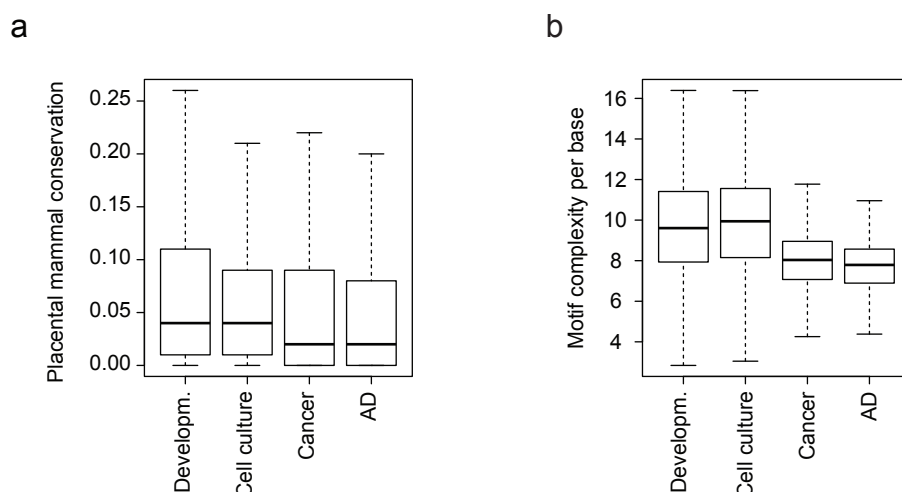 a
Placental mammal conservation
0.25
0.20
0.15
0.10
0.05
0.00
Developm.
Cell culture
Cancer
AD
b
Motif complexity per base
16
14
12
10
8
6
4
Developm.
Cell culture
Cancer
AD